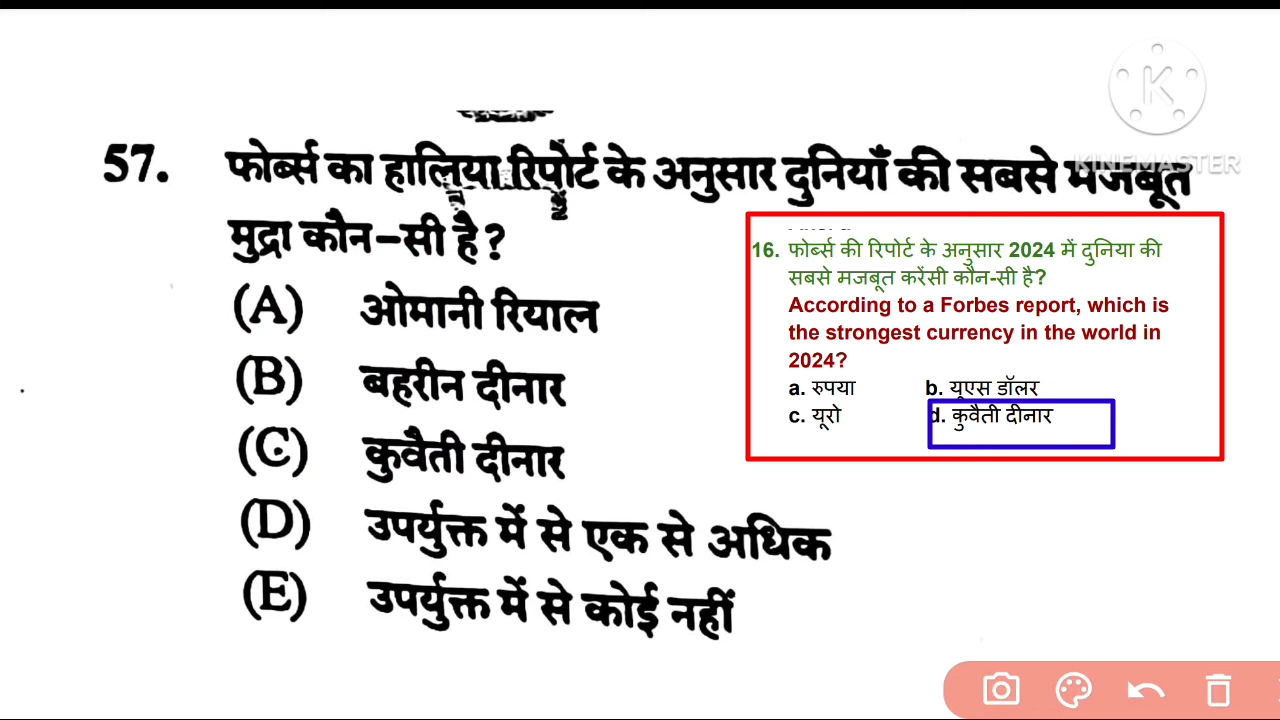 57. फोर्ब्स का हालिया रिपोर्ट के अनुसार दुनियाँ की सबसे मजबूत
मुद्रा कौन-सी है?
(A) ओमानी रियाल
(B) बहरीन दीनार
(C) कुवैती दीनार
(D) उपर्युक्त में से एक से अधिक
(E) उपर्युक्त में से कोई नहीं
KINEMASTER
16. फोर्ब्स की रिपोर्ट के अनुसार 2024 में दुनिया की
सबसे मजबूत करेंसी कौन-सी है?
According to a Forbes report, which is
the strongest currency in the world in
2024?
a. रुपया b. यूएस डॉलर
c. यूरो d. कुवैती दीनार